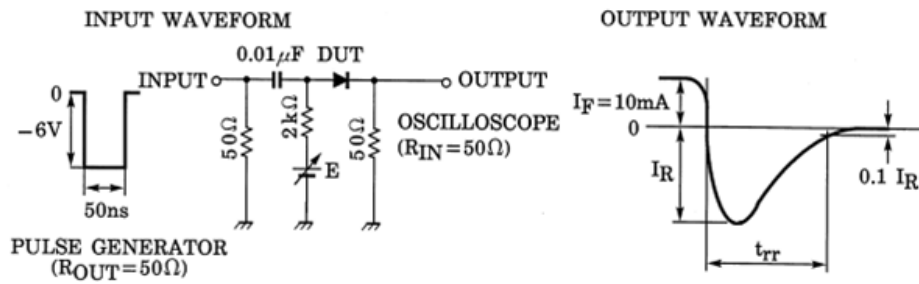 INPUT WAVEFORM
OUTPUT WAVEFORM
0.01μF DUT
INPUT
OUTPUT
0
−6V
50ns
50Ω
2kΩ
E
50Ω
OSCILLOSCOPE
(RIN=50Ω)
PULSE GENERATOR
(ROUT=50Ω)
IF=10mA
0
IR
0.1 IR
trr